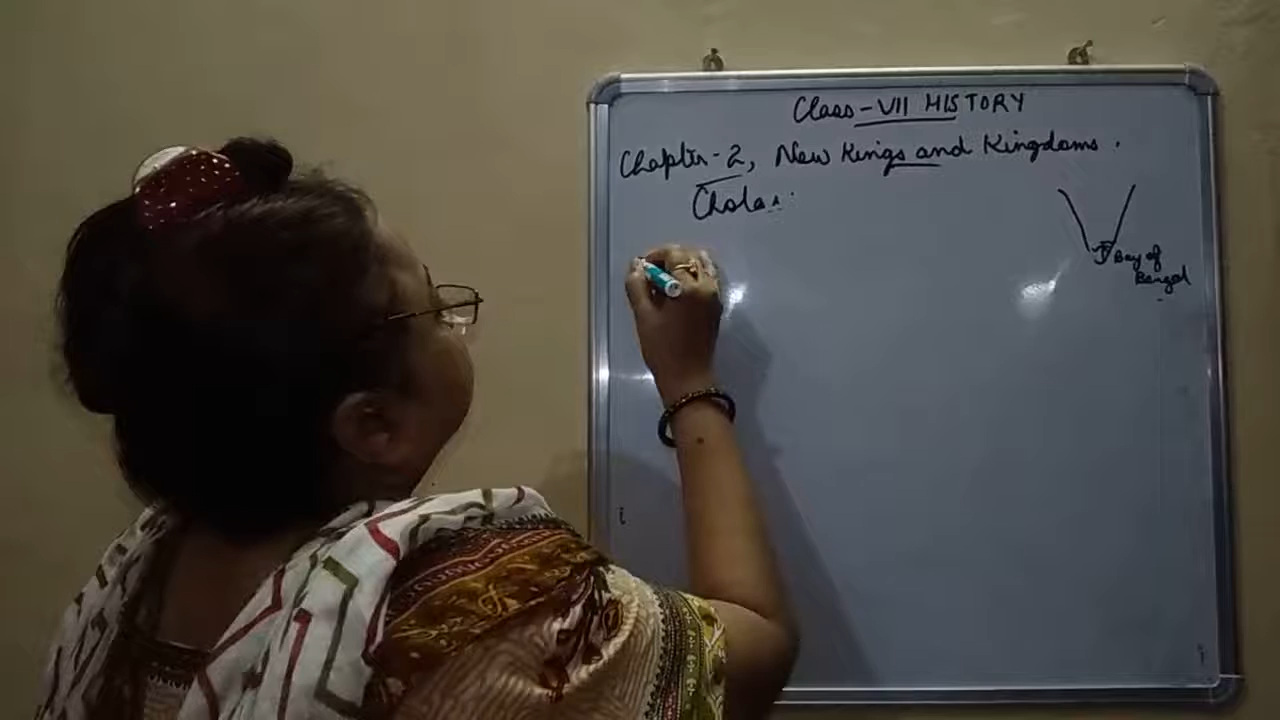 Class-VII HISTORY
Chapter-2, New Kings and Kingdoms.
Cholas.
Bay of
Bengal